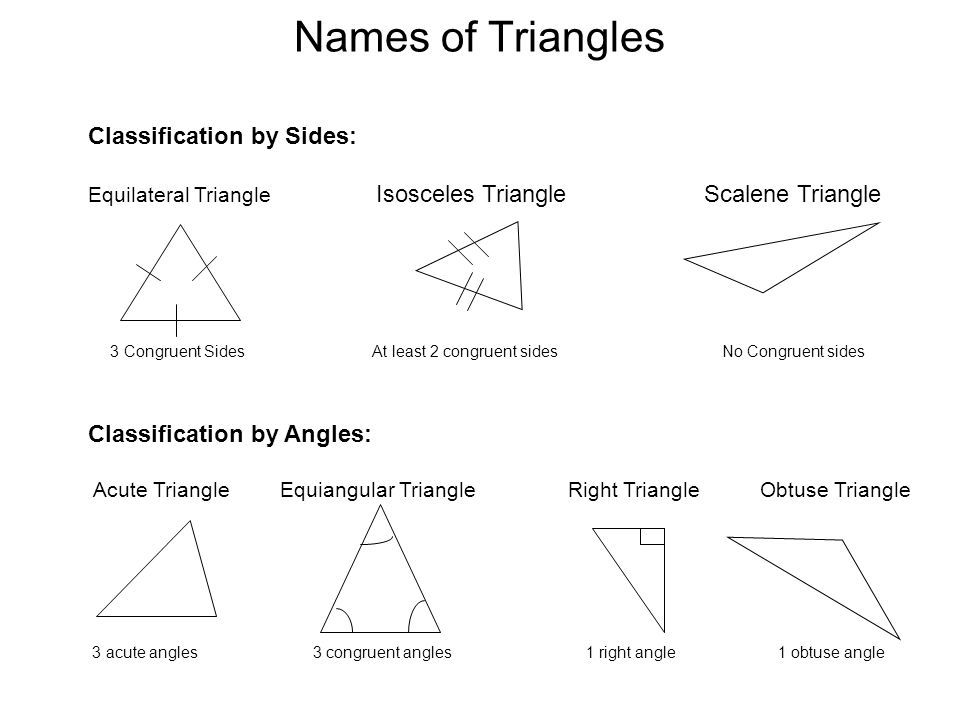 Names of Triangles
Classification by Sides:
Equilateral Triangle Isosceles Triangle Scalene Triangle
3 Congruent Sides At least 2 congruent sides No Congruent sides
Classification by Angles:
Acute Triangle Equiangular Triangle Right Triangle Obtuse Triangle
3 acute angles 3 congruent angles 1 right angle 1 obtuse angle